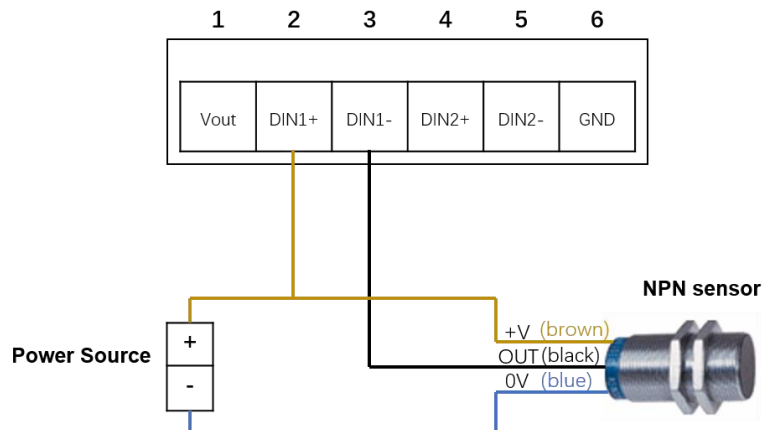 1 2 3 4 5 6
Vout DIN1+ DIN1- DIN2+ DIN2- GND
NPN sensor
+V (brown)
+
Power Source
OUT (black)
-
0V (blue)